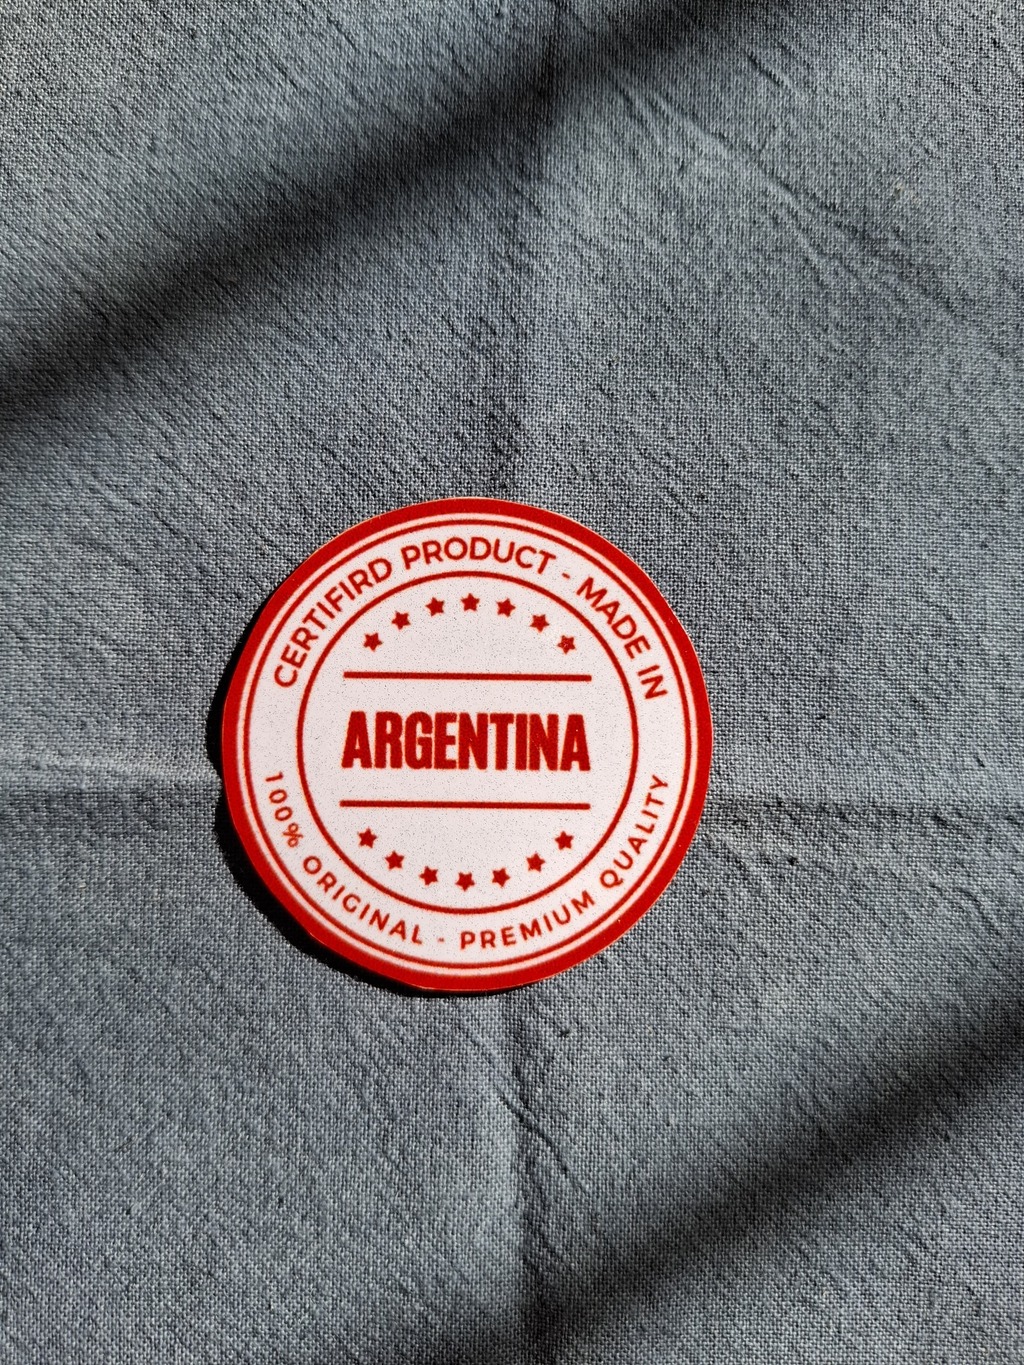 CERTIFIRD PRODUCT - MADE IN
ARGENTINA
100% ORIGINAL - PREMIUM QUALITY